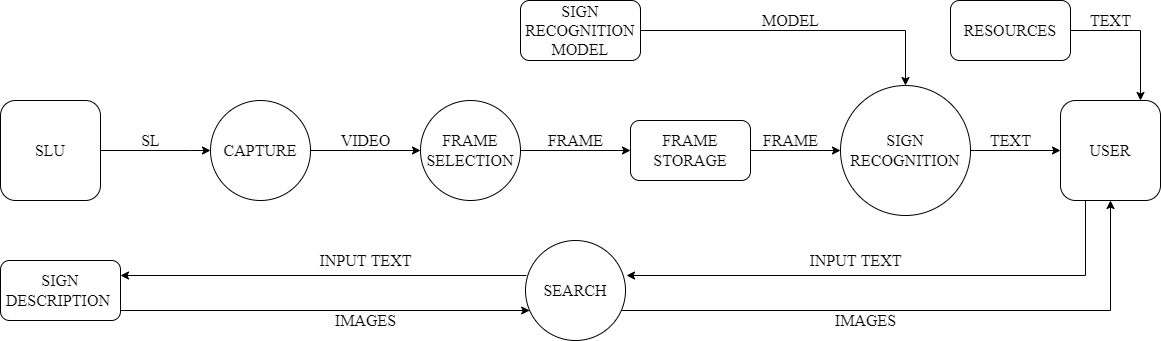 SIGN
RECOGNITION
MODEL
MODEL
RESOURCES
TEXT
SLU
SL
CAPTURE
VIDEO
FRAME
SELECTION
FRAME
FRAME
STORAGE
FRAME
SIGN
RECOGNITION
TEXT
USER
INPUT TEXT
INPUT TEXT
SIGN
DESCRIPTION
SEARCH
IMAGES
IMAGES